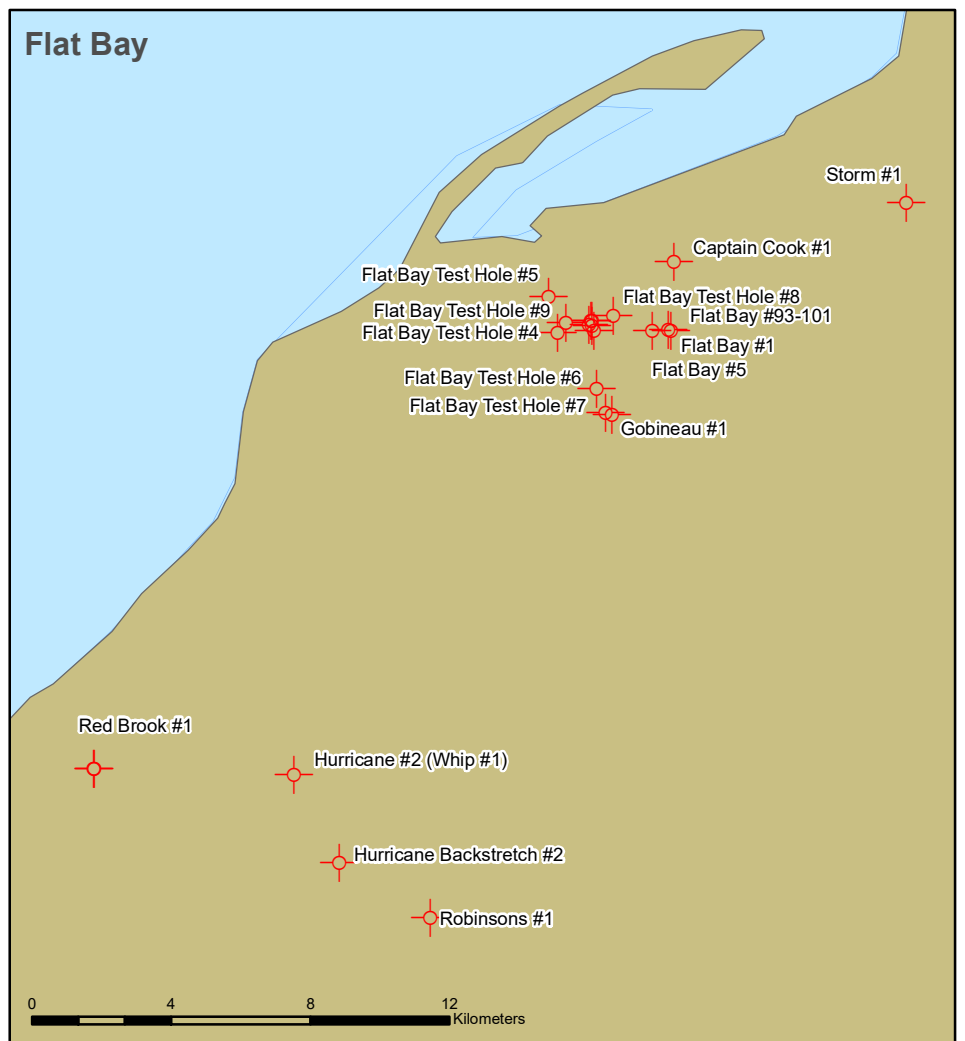 Flat Bay
Storm #1
Captain Cook #1
Flat Bay Test Hole #5
Flat Bay Test Hole #8
Flat Bay Test Hole #9
Flat Bay #93-101
Flat Bay Test Hole #4
Flat Bay #1
Flat Bay #5
Flat Bay Test Hole #6
Flat Bay Test Hole #7
Gobineau #1
Red Brook #1
Hurricane #2 (Whip #1)
Hurricane Backstretch #2
Robinsons #1
0 4 8 12
Kilometers